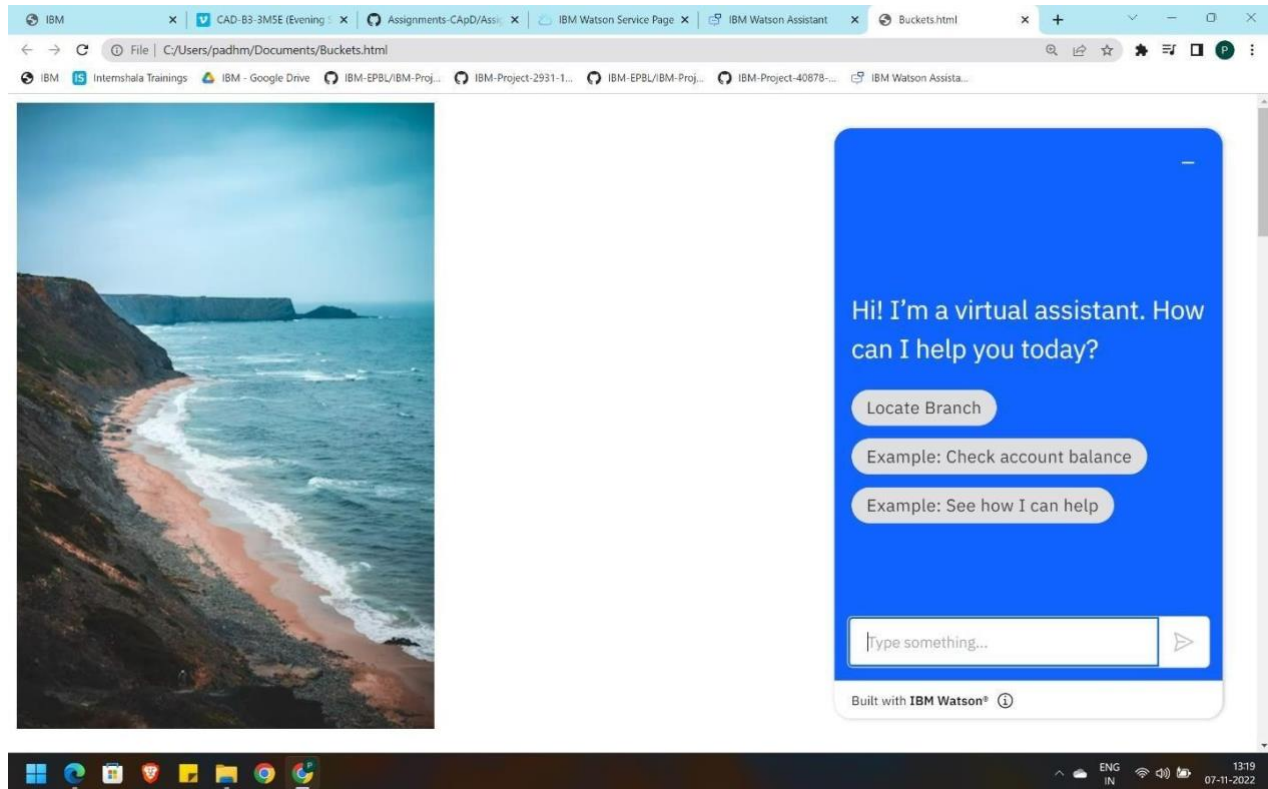 IBM
CAD-B3-3M5E (Evening
Assignments-CApD/Assi
IBM Watson Service Page
IBM Watson Assistant
Buckets.html
File | C:/Users/padhm/Documents/Buckets.html
IBM
Internshala Trainings
IBM - Google Drive
IBM-EPBL/IBM-Proj...
IBM-Project-2931-1...
IBM-EPBL/IBM-Proj...
IBM-Project-40878-...
IBM Watson Assista...
Hi! I'm a virtual assistant. How
can I help you today?
Locate Branch
Example: Check account balance
Example: See how I can help
Type something...
Built with IBM Watson®
ENG
IN
13:19
07-11-2022